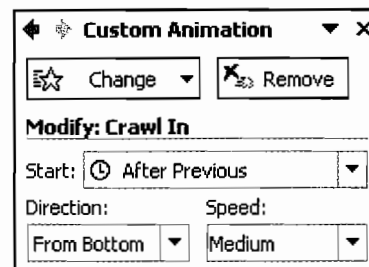 Custom Animation
Change Remove
Modify: Crawl In
Start: After Previous
Direction: Speed:
From Bottom Medium